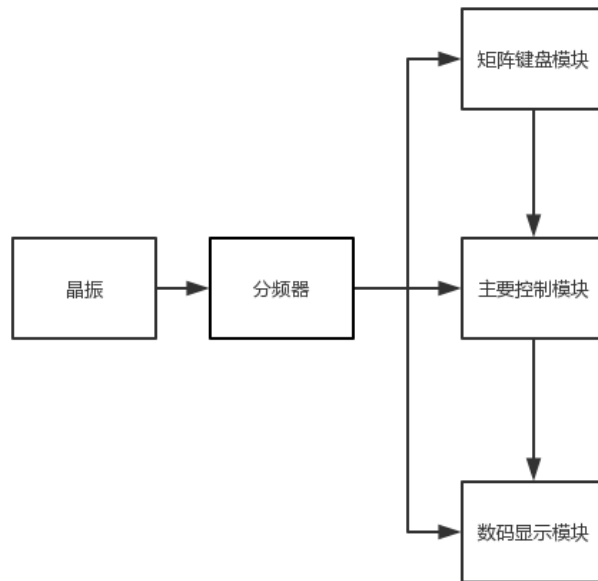 矩阵键盘模块
晶振
分频器
主要控制模块
数码显示模块